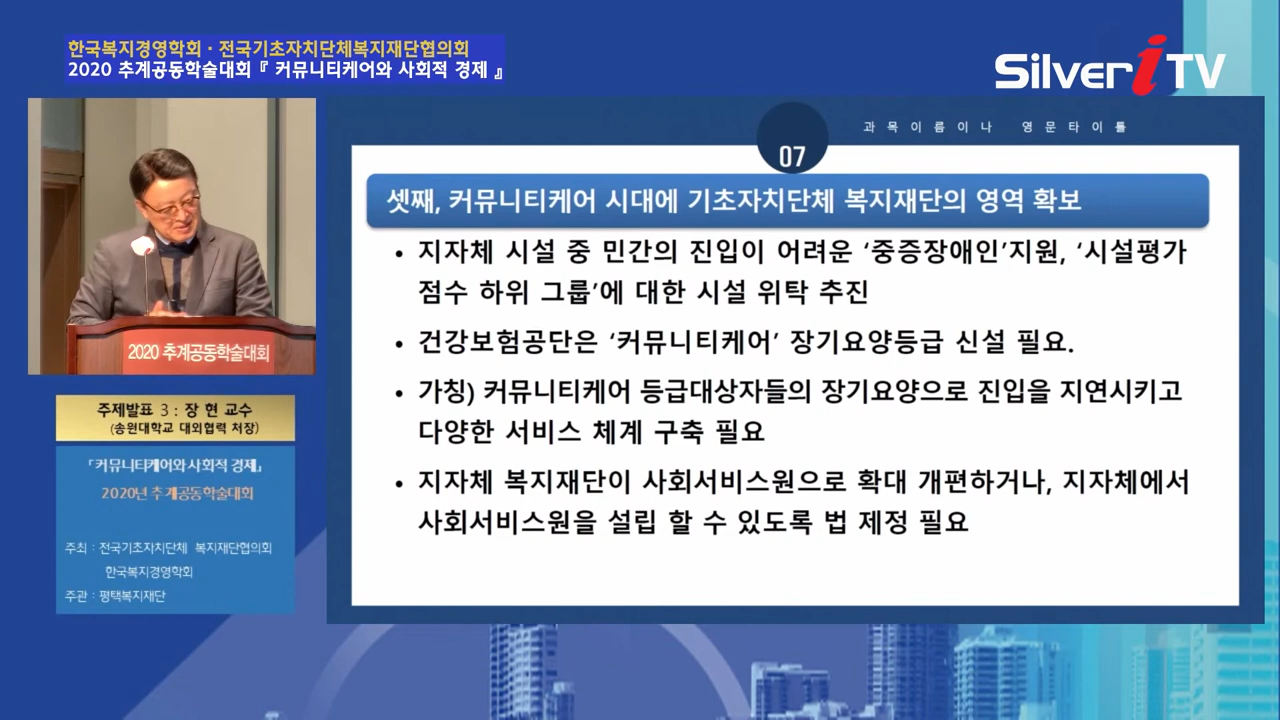 한국복지경영학회 · 전국기초자치단체복지재단협의회
2020 추계공동학술대회『 커뮤니티케어와 사회적 경제 』
SilveriTV
과목이름이나 영문타이틀
07
셋째, 커뮤니티케어 시대에 기초자치단체 복지재단의 영역 확보
• 지자체 시설 중 민간의 진입이 어려운 ‘중증장애인’지원, ‘시설평가
점수 하위 그룹’에 대한 시설 위탁 추진
• 건강보험공단은 ‘커뮤니티케어’ 장기요양등급 신설 필요.
• 가칭) 커뮤니티케어 등급대상자들의 장기요양으로 진입을 지연시키고
다양한 서비스 체계 구축 필요
• 지자체 복지재단이 사회서비스원으로 확대 개편하거나, 지자체에서
사회서비스원을 설립 할 수 있도록 법 제정 필요
2020 추계공동학술대회
주제발표 3 : 장 현 교수
(송원대학교 대외협력 처장)
「커뮤니티케어와 사회적 경제」
2020년 추계공동학술대회
주최 : 전국기초자치단체 복지재단협의회
한국복지경영학회
주관 : 평택복지재단